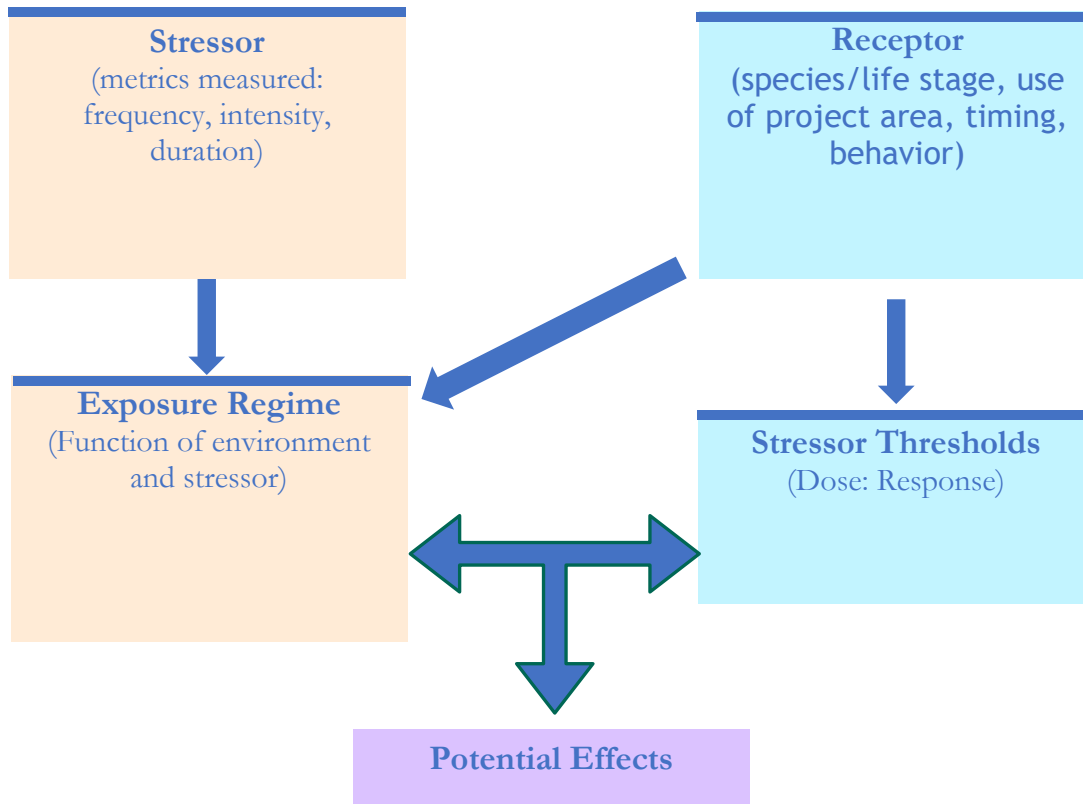 Stressor
(metrics measured:
frequency, intensity,
duration)
Receptor
(species/life stage, use
of project area, timing,
behavior)
Exposure Regime
(Function of environment
and stressor)
Stressor Thresholds
(Dose: Response)
Potential Effects